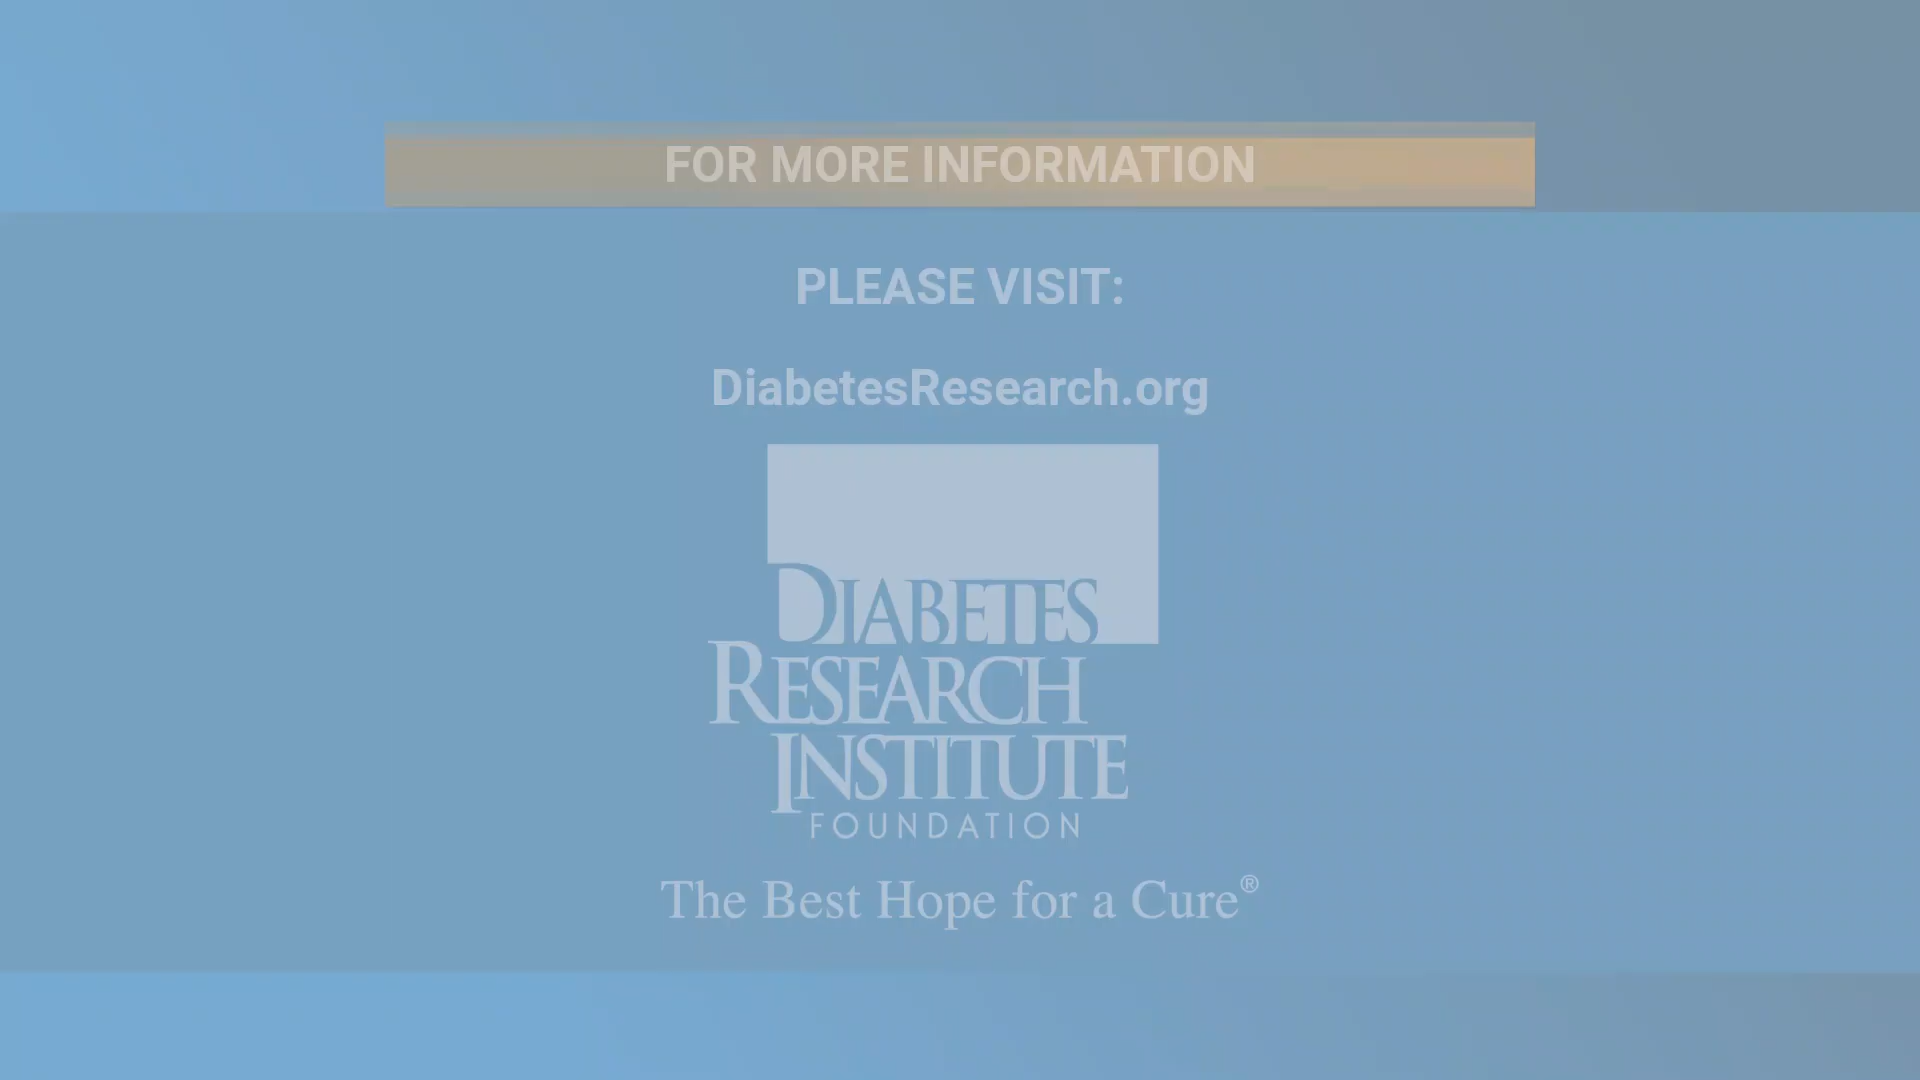 FOR MORE INFORMATION
PLEASE VISIT:
DiabetesResearch.org
DIABETES
RESEARCH
INSTITUTE
FOUNDATION
The Best Hope for a Cure®